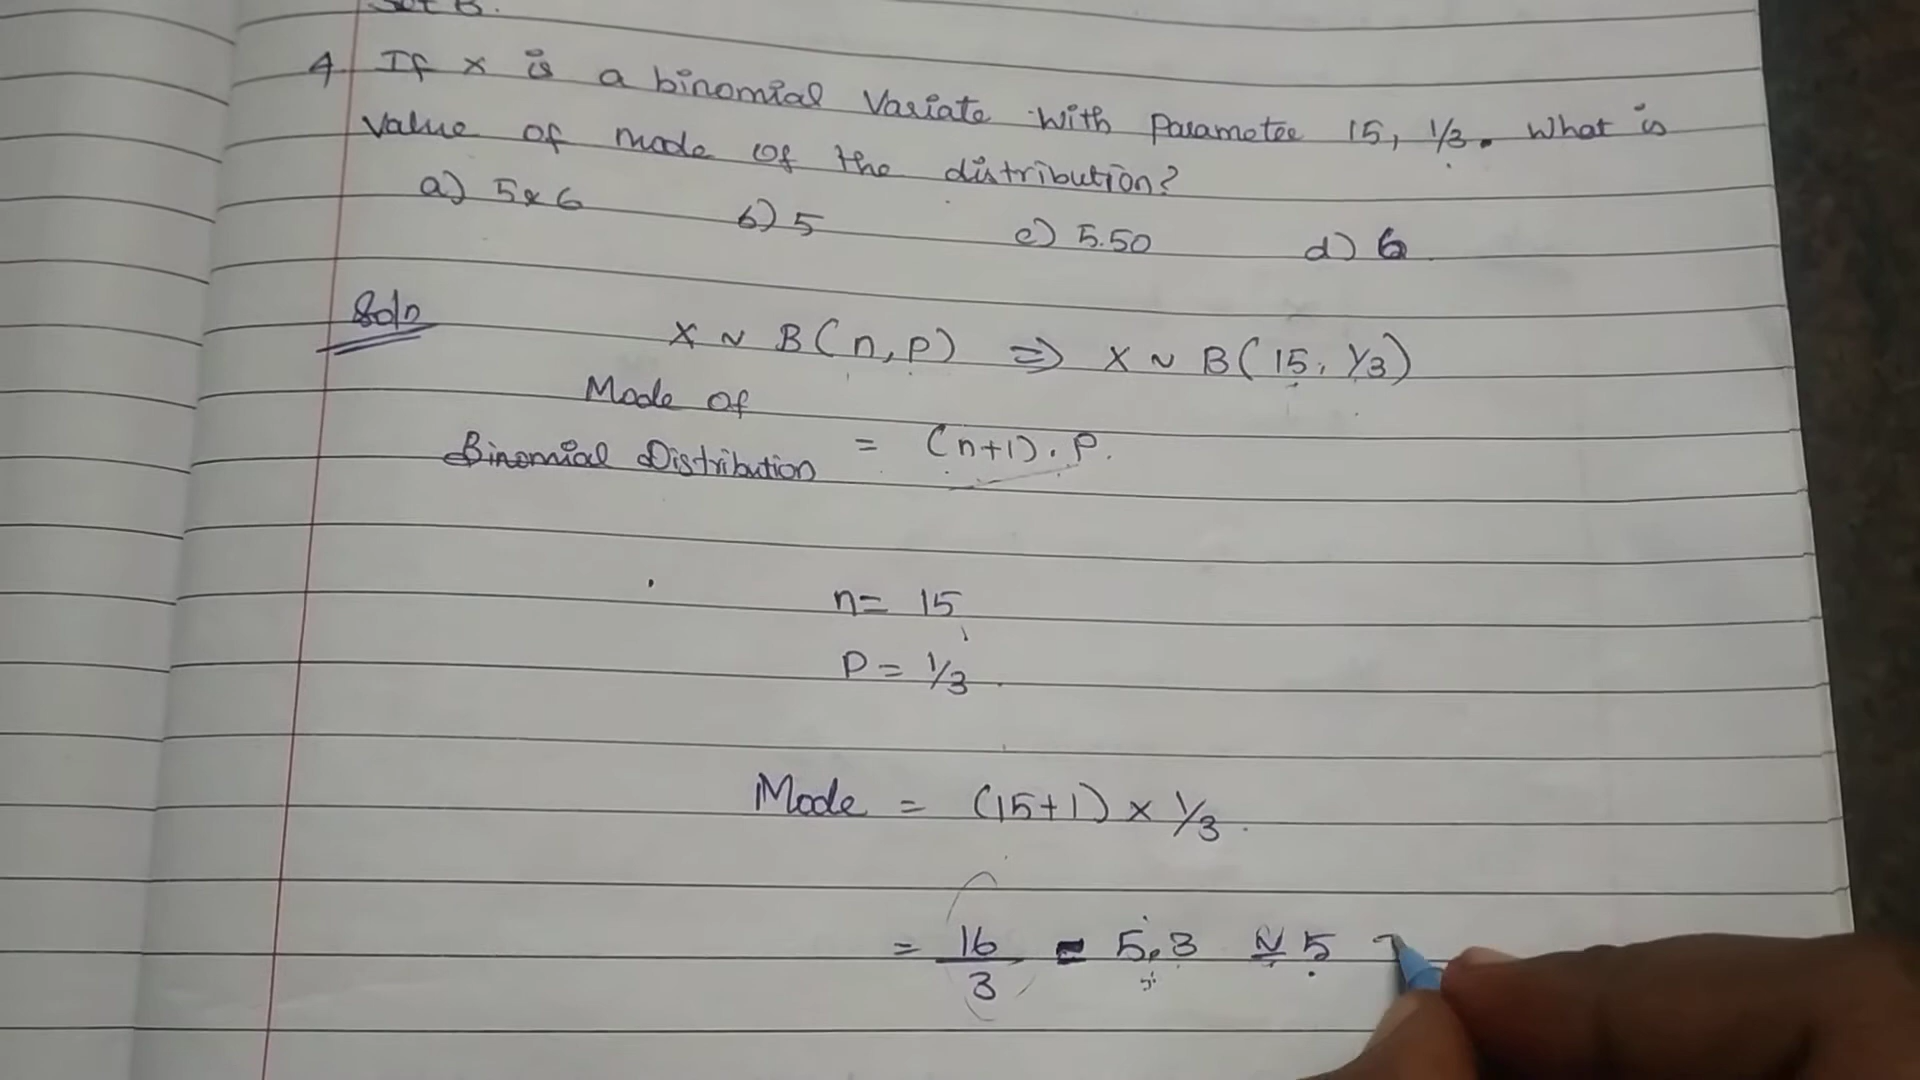 Set B.
4. If x is a binomial Variate with parameter 15, 1/3. What is
value of mode of the distribution?
a) 5 & 6 b) 5 c) 5.50 d) 6
Soln
X ~ B(n,p) ⇒ X ~ B(15, 1/3)
Mode of
Binomial Distribution = (n+1).p.
n = 15
P = 1/3.
Mode = (15+1) × 1/3.
= 16/3 = 5.3 ≃ 5